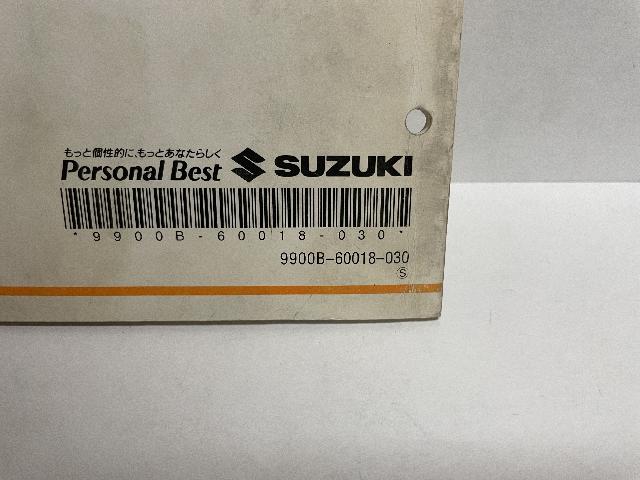 もっと個性的に、もっとあなたらしく
Personal Best SUZUKI
*9900B-60018-030*
9900B-60018-030
Ⓢ